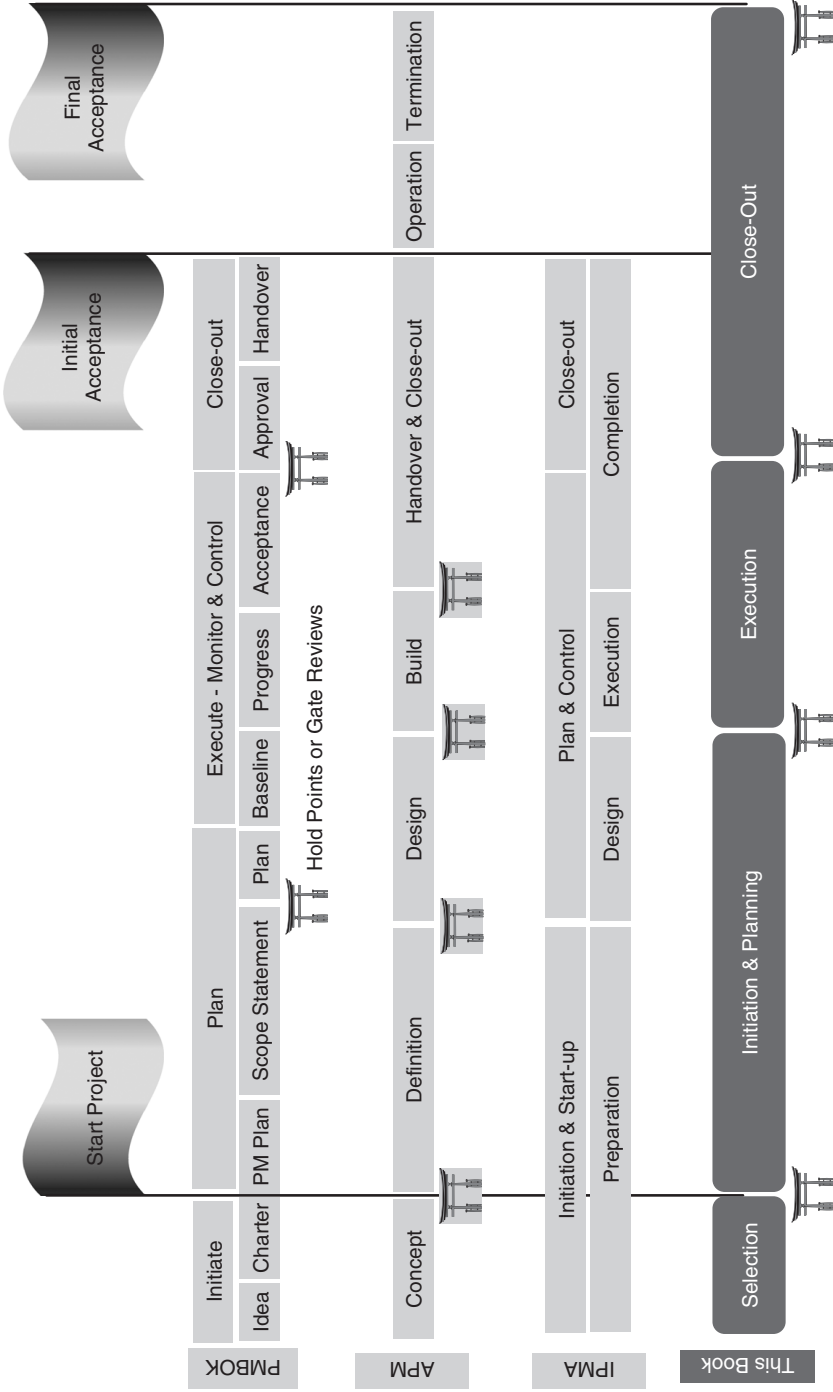 Start Project
Initial
Acceptance
Final
Acceptance
PMBOK
Initiate
Plan
Execute - Monitor & Control
Close-out
Idea
Charter
PM Plan
Scope Statement
Plan
Baseline
Progress
Acceptance
Approval
Handover
Hold Points or Gate Reviews
APM
Concept
Definition
Design
Build
Handover & Close-out
Operation
Termination
IPMA
Initiation & Start-up
Plan & Control
Close-out
Preparation
Design
Execution
Completion
This Book
Selection
Initiation & Planning
Execution
Close-Out